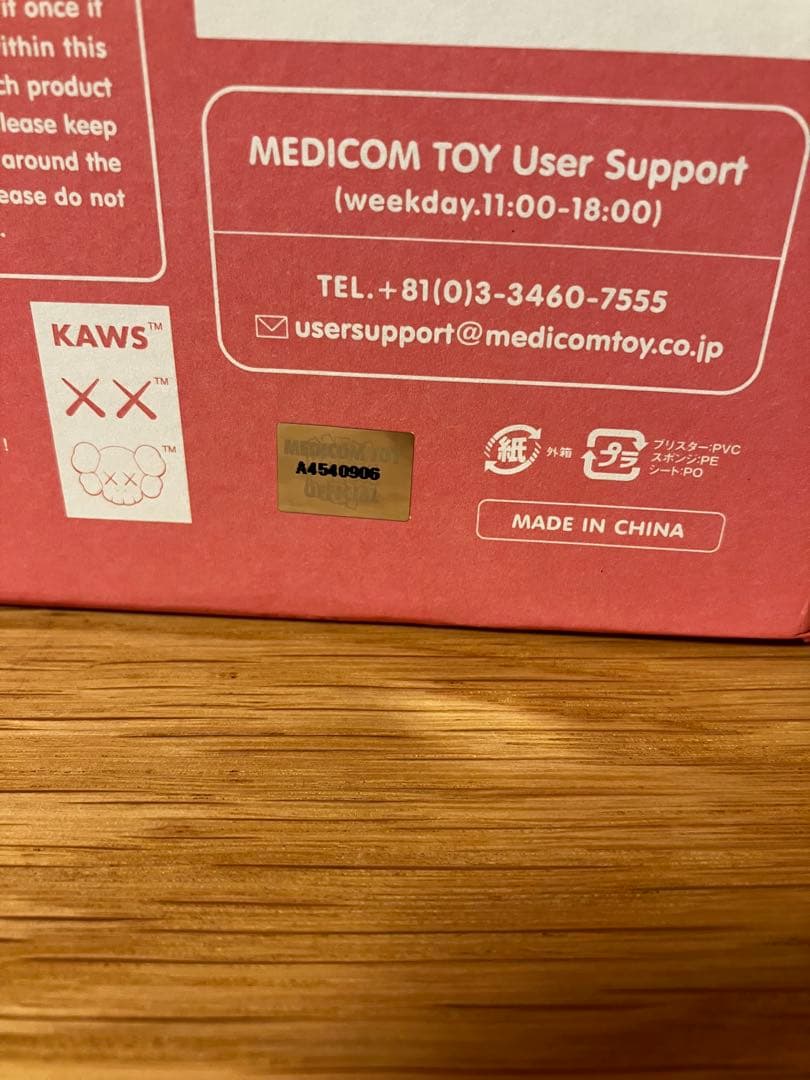 it once it
ithin this
ch product
lease keep
around the
ease do not
.
MEDICOM TOY User Support
(weekday.11:00-18:00)
TEL.+81(0)3-3460-7555
usersupport@medicomtoy.co.jp
KAWS™
XX™
™
!
MEDICOM TOY
A4540906
紙 外箱
プラ
ブリスター:PVC
スポンジ:PE
シート:PO
MADE IN CHINA